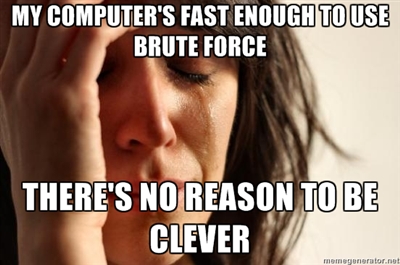 MY COMPUTER'S FAST ENOUGH TO USE
BRUTE FORCE
THERE'S NO REASON TO BE
CLEVER
memegenerator.net